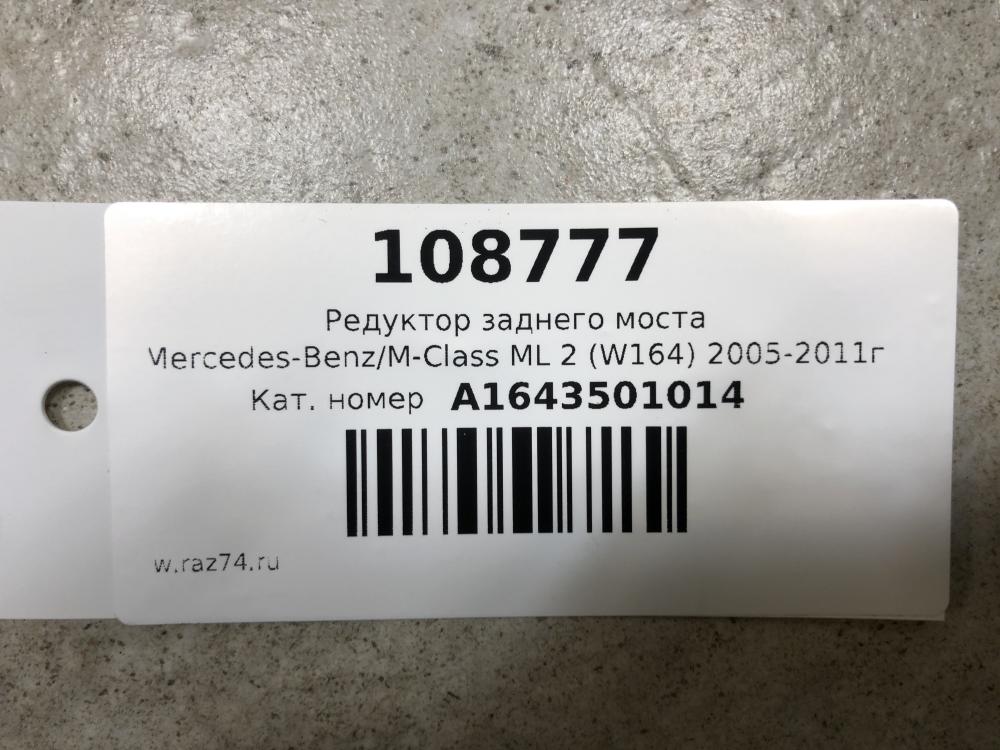 108777
Редуктор заднего моста
Mercedes-Benz/M-Class ML 2 (W164) 2005-2011г
Кат. номер A1643501014
w.raz74.ru